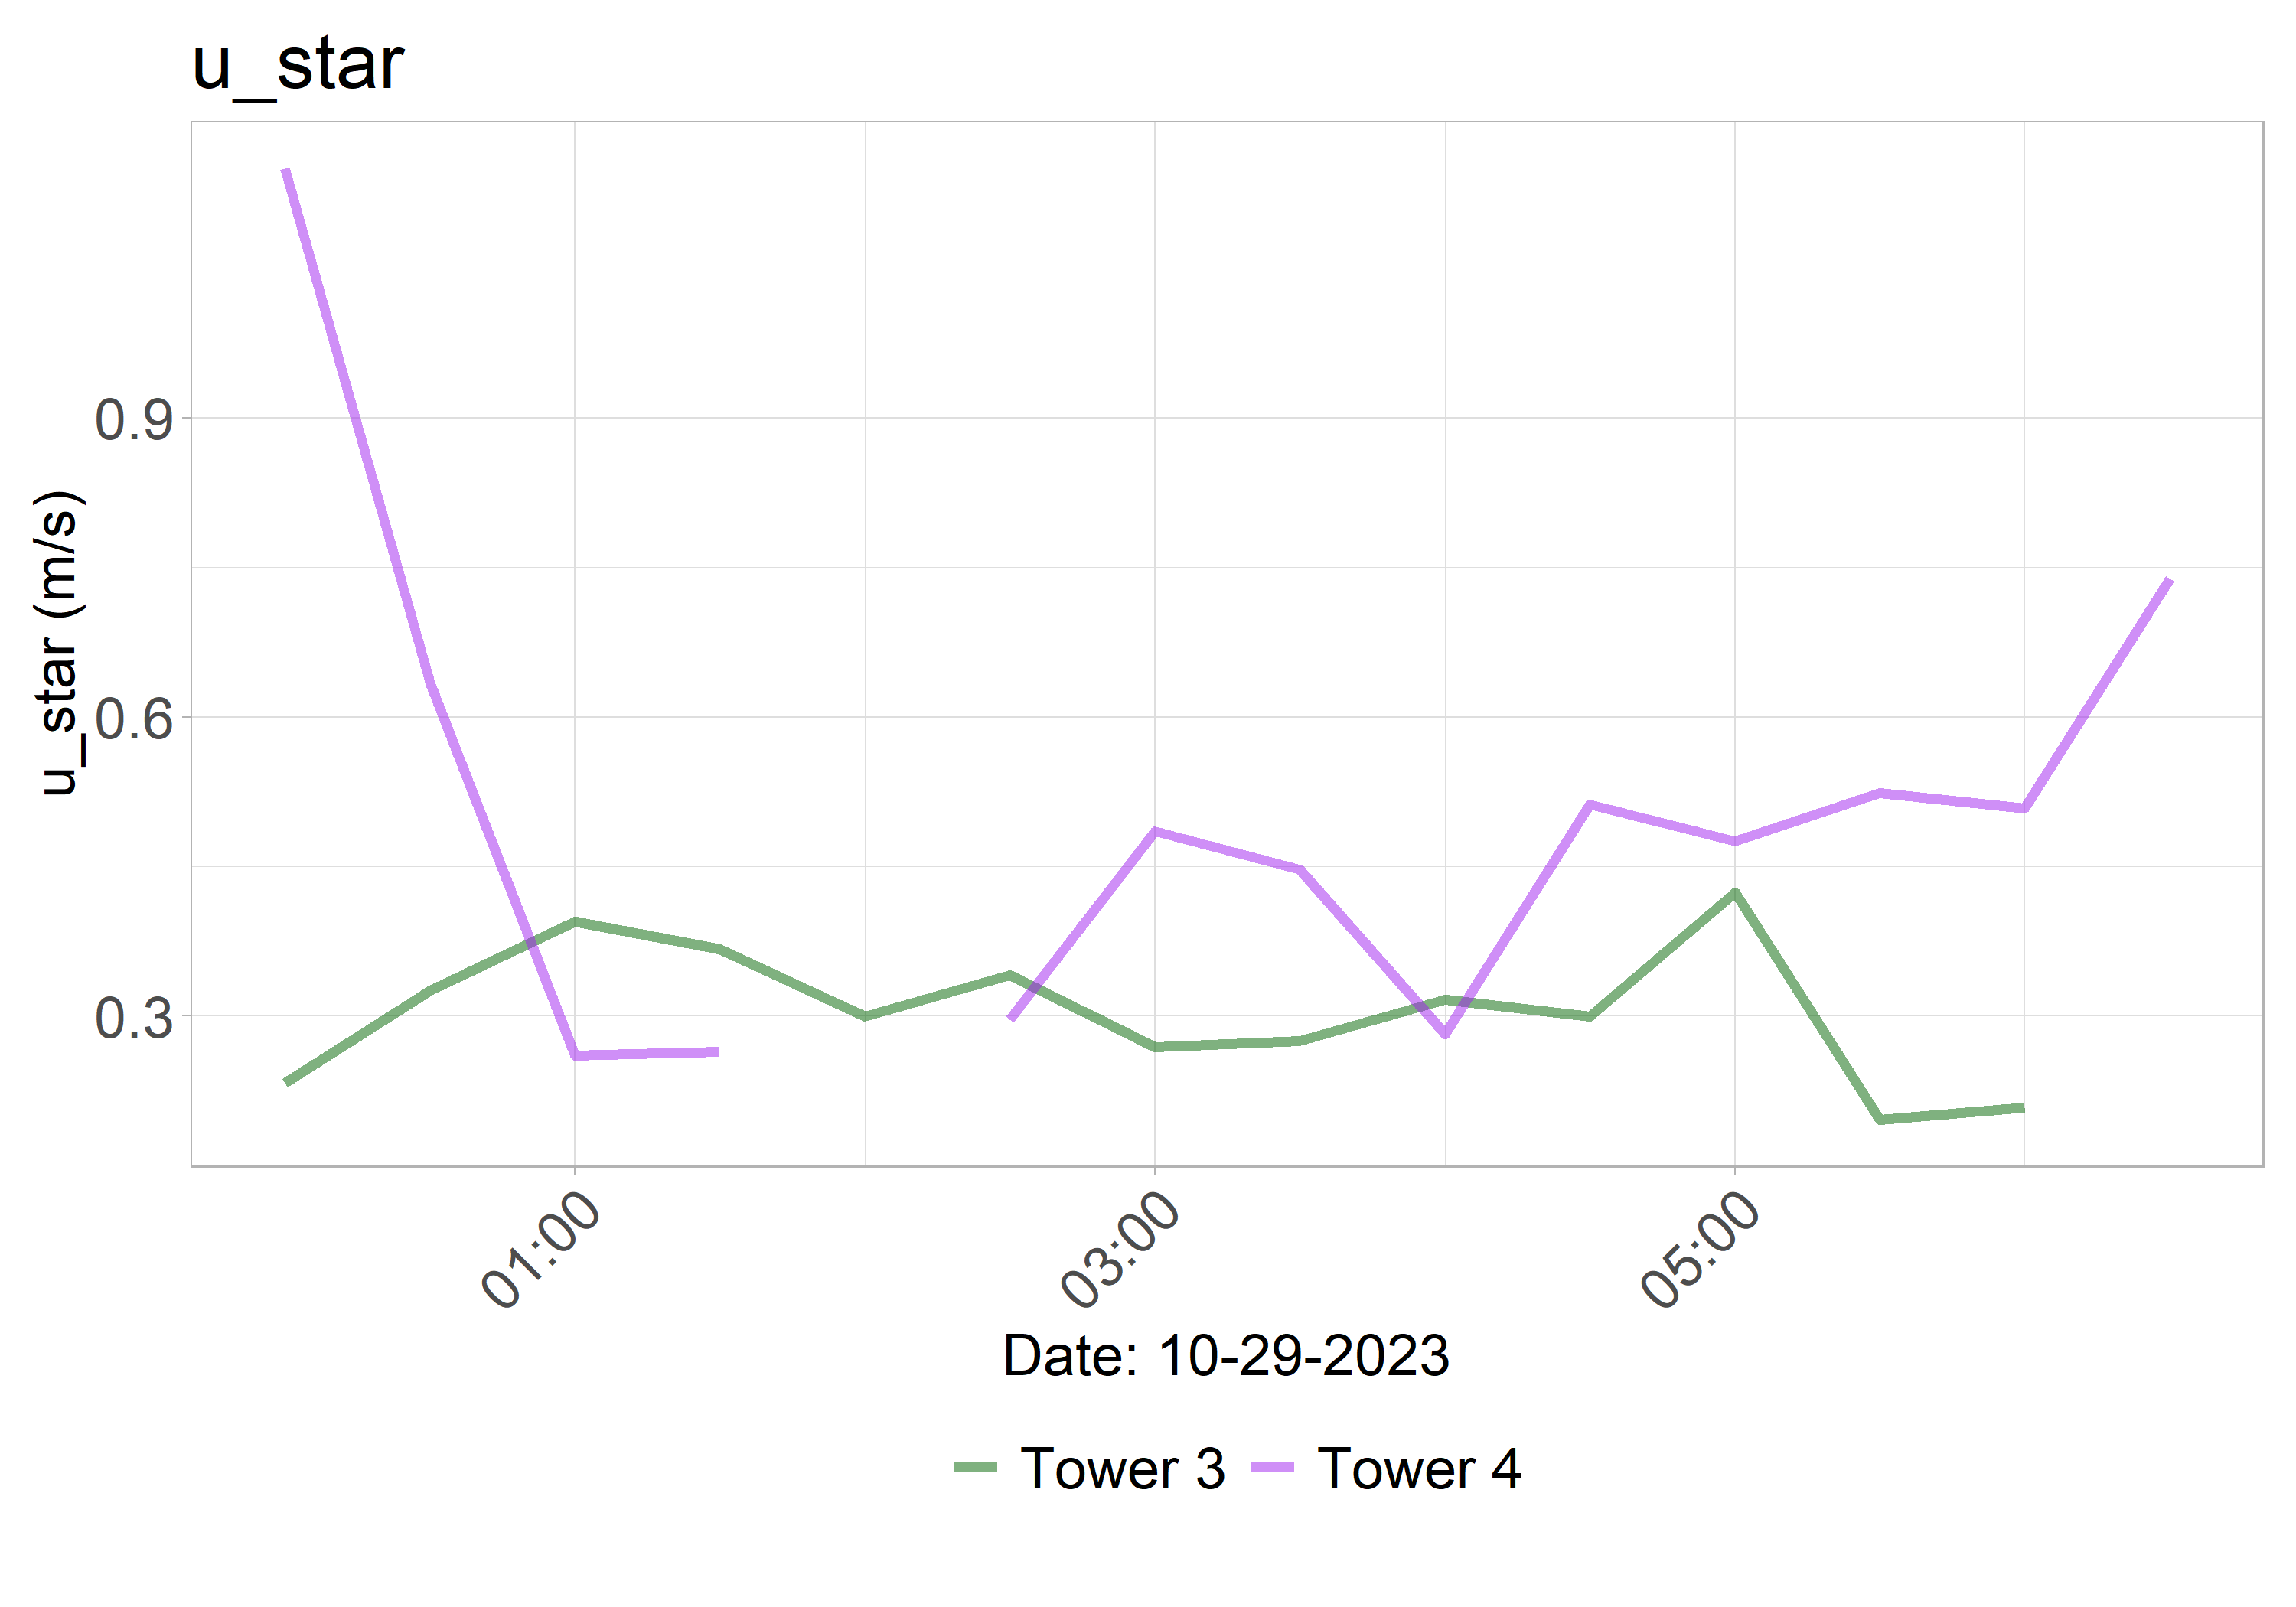 u_star
u_star (m/s)
0.9
0.6
0.3
01:00
03:00
05:00
Date: 10-29-2023
Tower 3
Tower 4